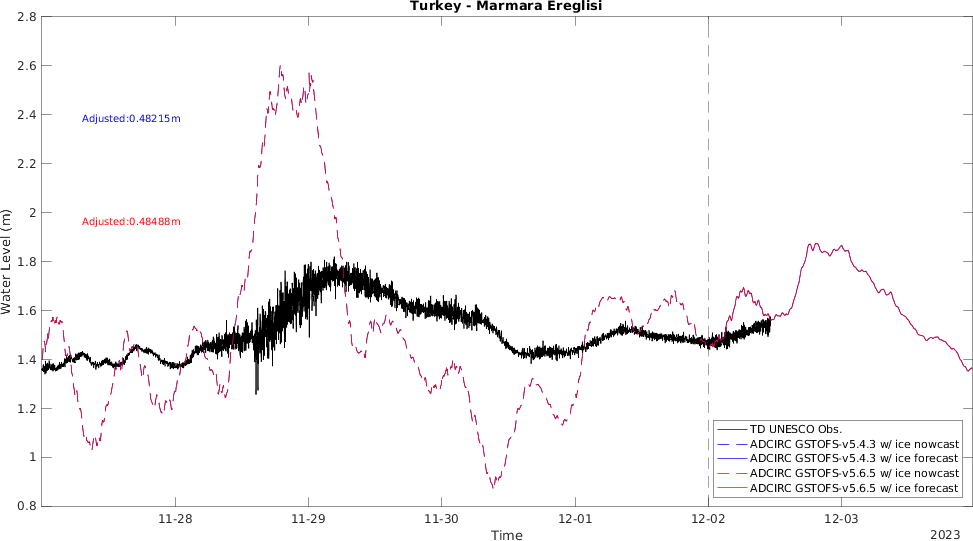 Turkey - Marmara Ereglisi
2.8
2.6
2.4
2.2
2
1.8
1.6
1.4
1.2
1
0.8
Water Level (m)
Adjusted:0.48215m
Adjusted:0.48488m
TD UNESCO Obs.
ADCIRC GSTOFS-v5.4.3 w/ ice nowcast
ADCIRC GSTOFS-v5.4.3 w/ ice forecast
ADCIRC GSTOFS-v5.6.5 w/ ice nowcast
ADCIRC GSTOFS-v5.6.5 w/ ice forecast
11-28 11-29 11-30 12-01 12-02 12-03
Time
2023